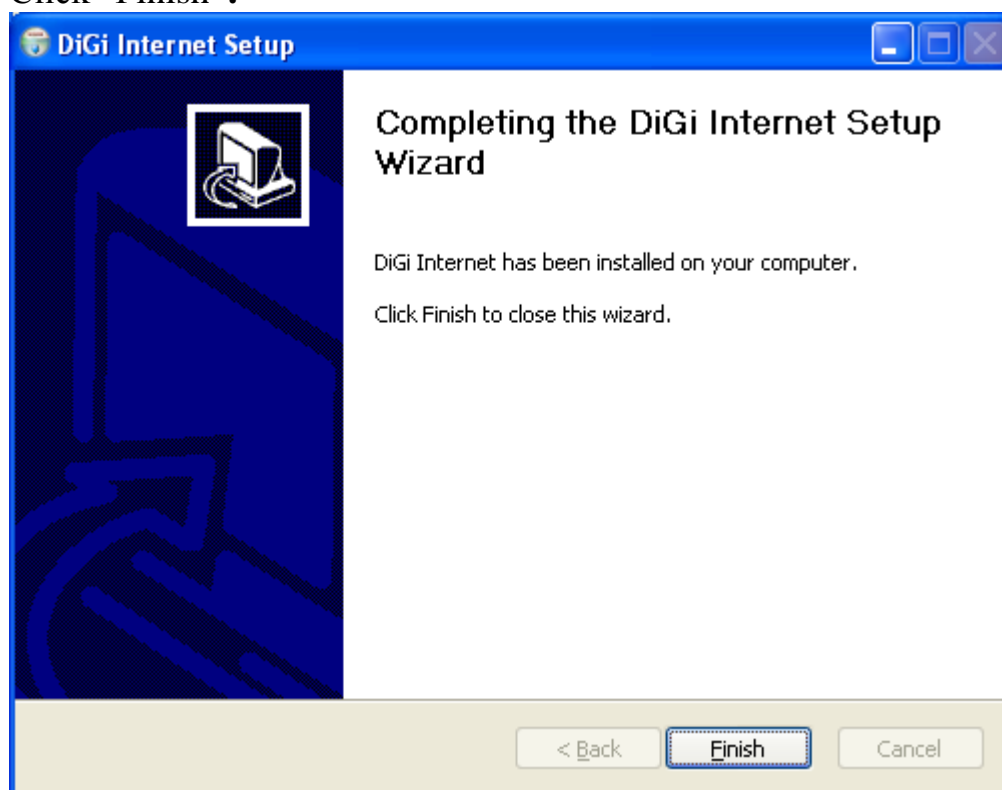 Click "Finish".
DiGi Internet Setup
Completing the DiGi Internet Setup
Wizard
DiGi Internet has been installed on your computer.
Click Finish to close this wizard.
< Back
Finish
Cancel